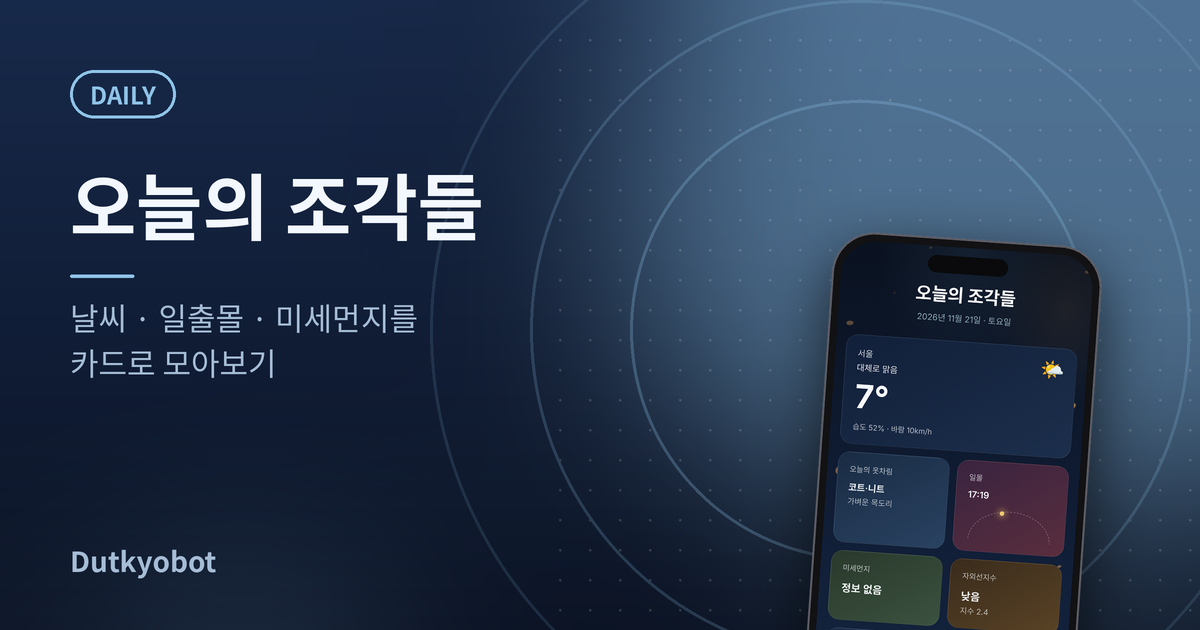 DAILY
오늘의 조각들
날씨 · 일출몰 · 미세먼지를
카드로 모아보기
Dutkyobot
오늘의 조각들
2026년 11월 21일 · 토요일
서울
대체로 맑음
7°
습도 52% · 바람 10km/h
오늘의 옷차림
코트·니트
가벼운 목도리
일몰
17:19
미세먼지
정보 없음
자외선지수
낮음
지수 2.4